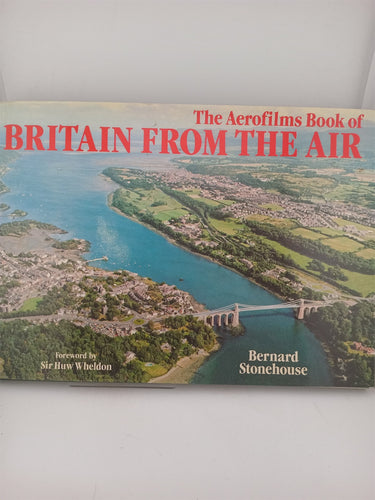 The Aerofilms Book of
BRITAIN FROM THE AIR
Foreword by
Sir Huw Wheldon
Bernard
Stonehouse